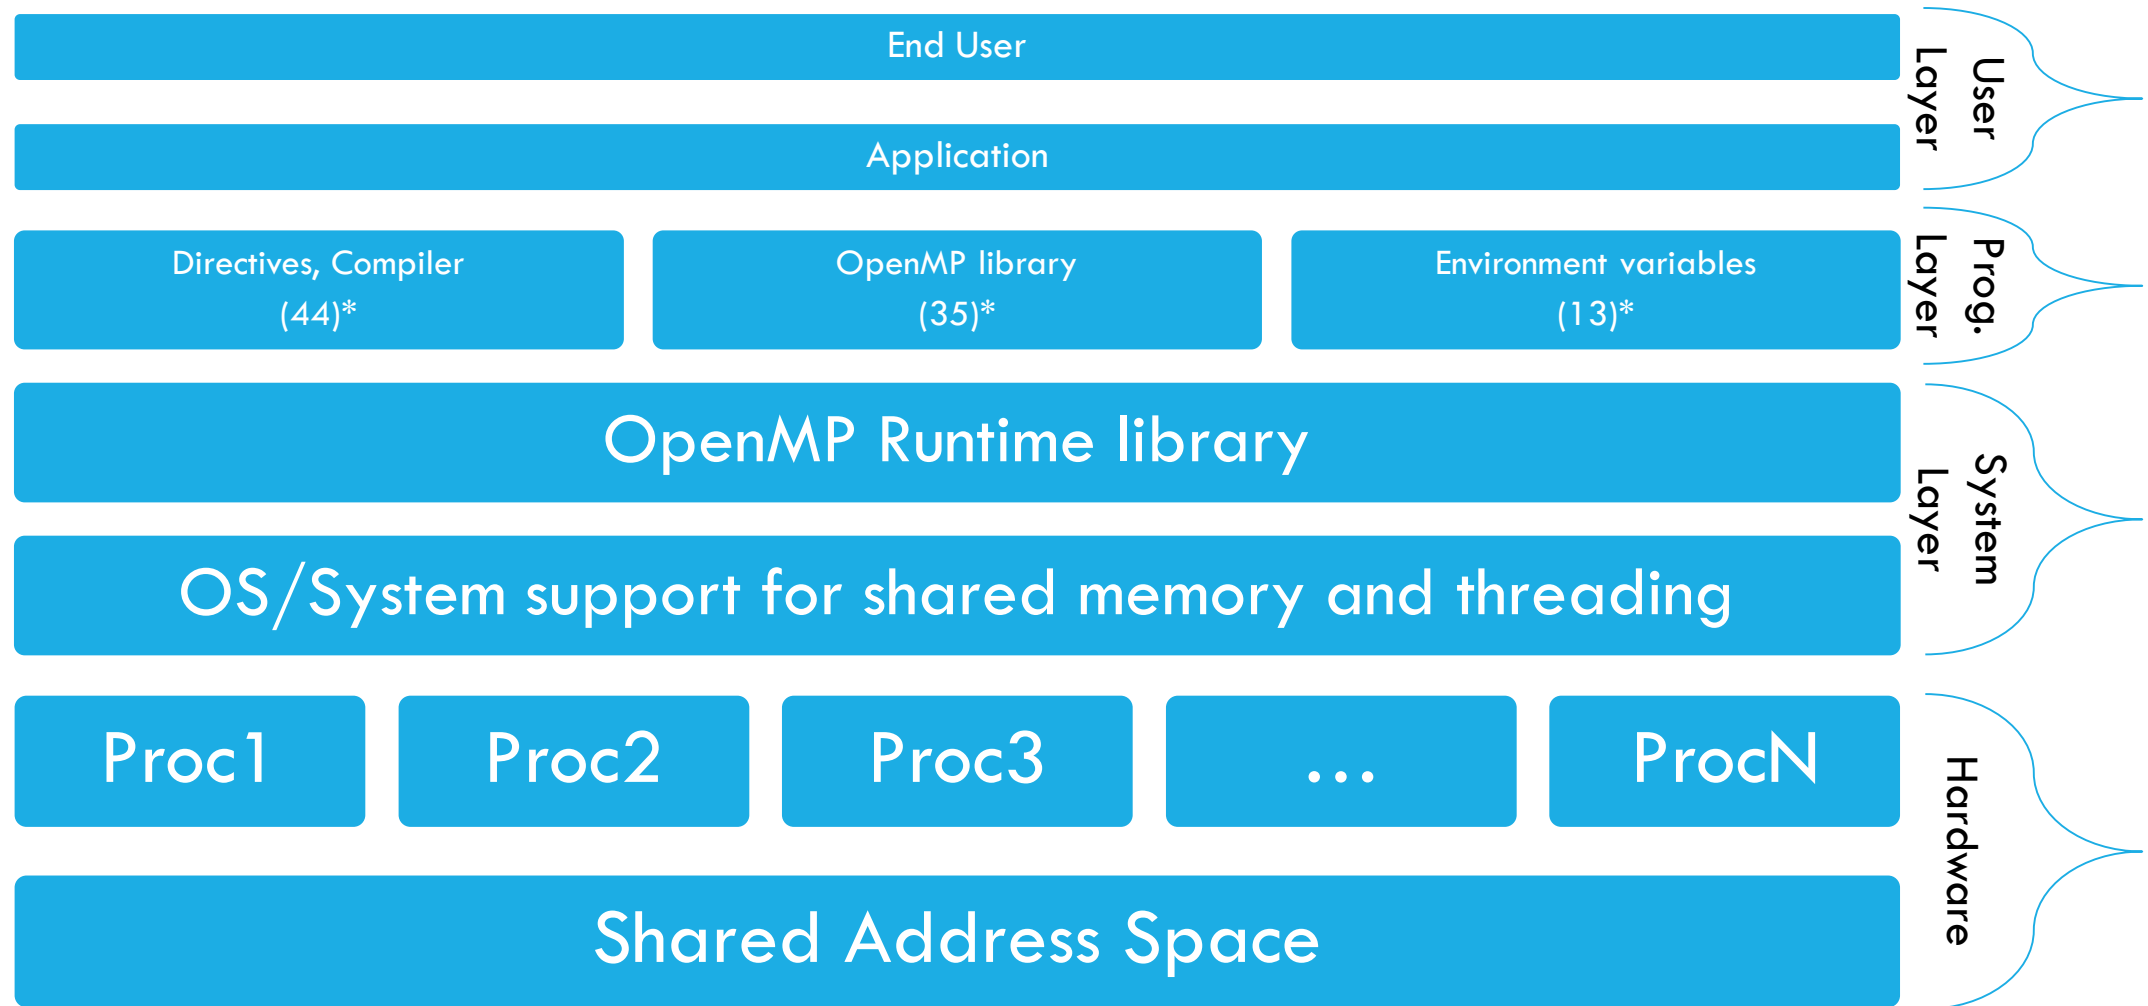 End User
Application
User
Layer
Directives, Compiler
(44)*
OpenMP library
(35)*
Environment variables
(13)*
Prog.
Layer
OpenMP Runtime library
OS/System support for shared memory and threading
System
Layer
Proc1
Proc2
Proc3
...
ProcN
Shared Address Space
Hardware